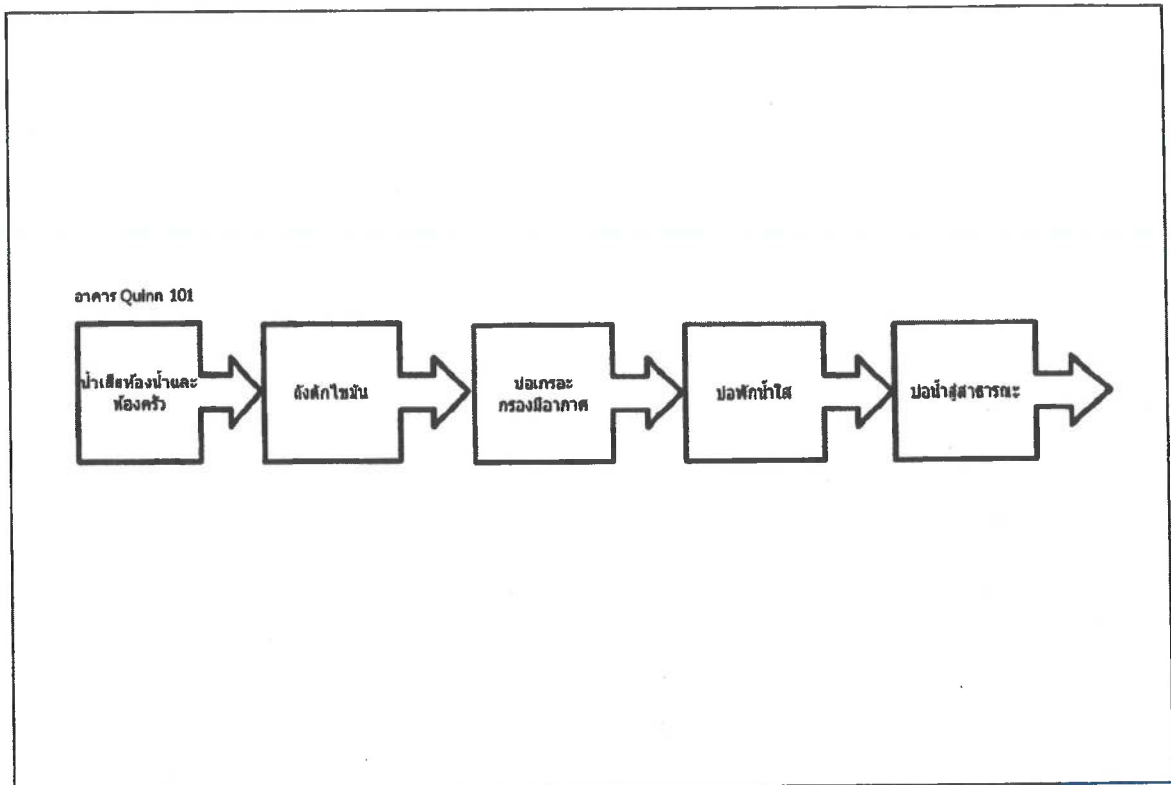 อาคาร Quinn 101
น้ำเสียห้องน้ำและ
ห้องครัว
ถังดักไขมัน
บ่อเกรอะ
กรองมีอากาศ
บ่อพักน้ำใส
บ่อน้ำสู่สาธารณะ